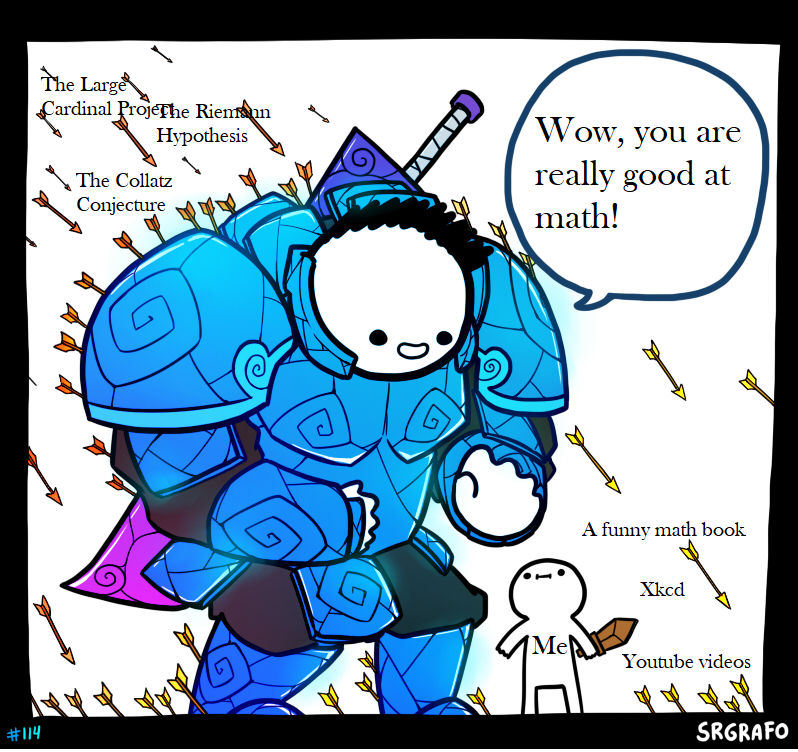 The Large
Cardinal Project
The Riemann
Hypothesis
The Collatz
Conjecture
Wow, you are
really good at
math!
A funny math book
Xkcd
Me
Youtube videos
#114
SRGRAFO